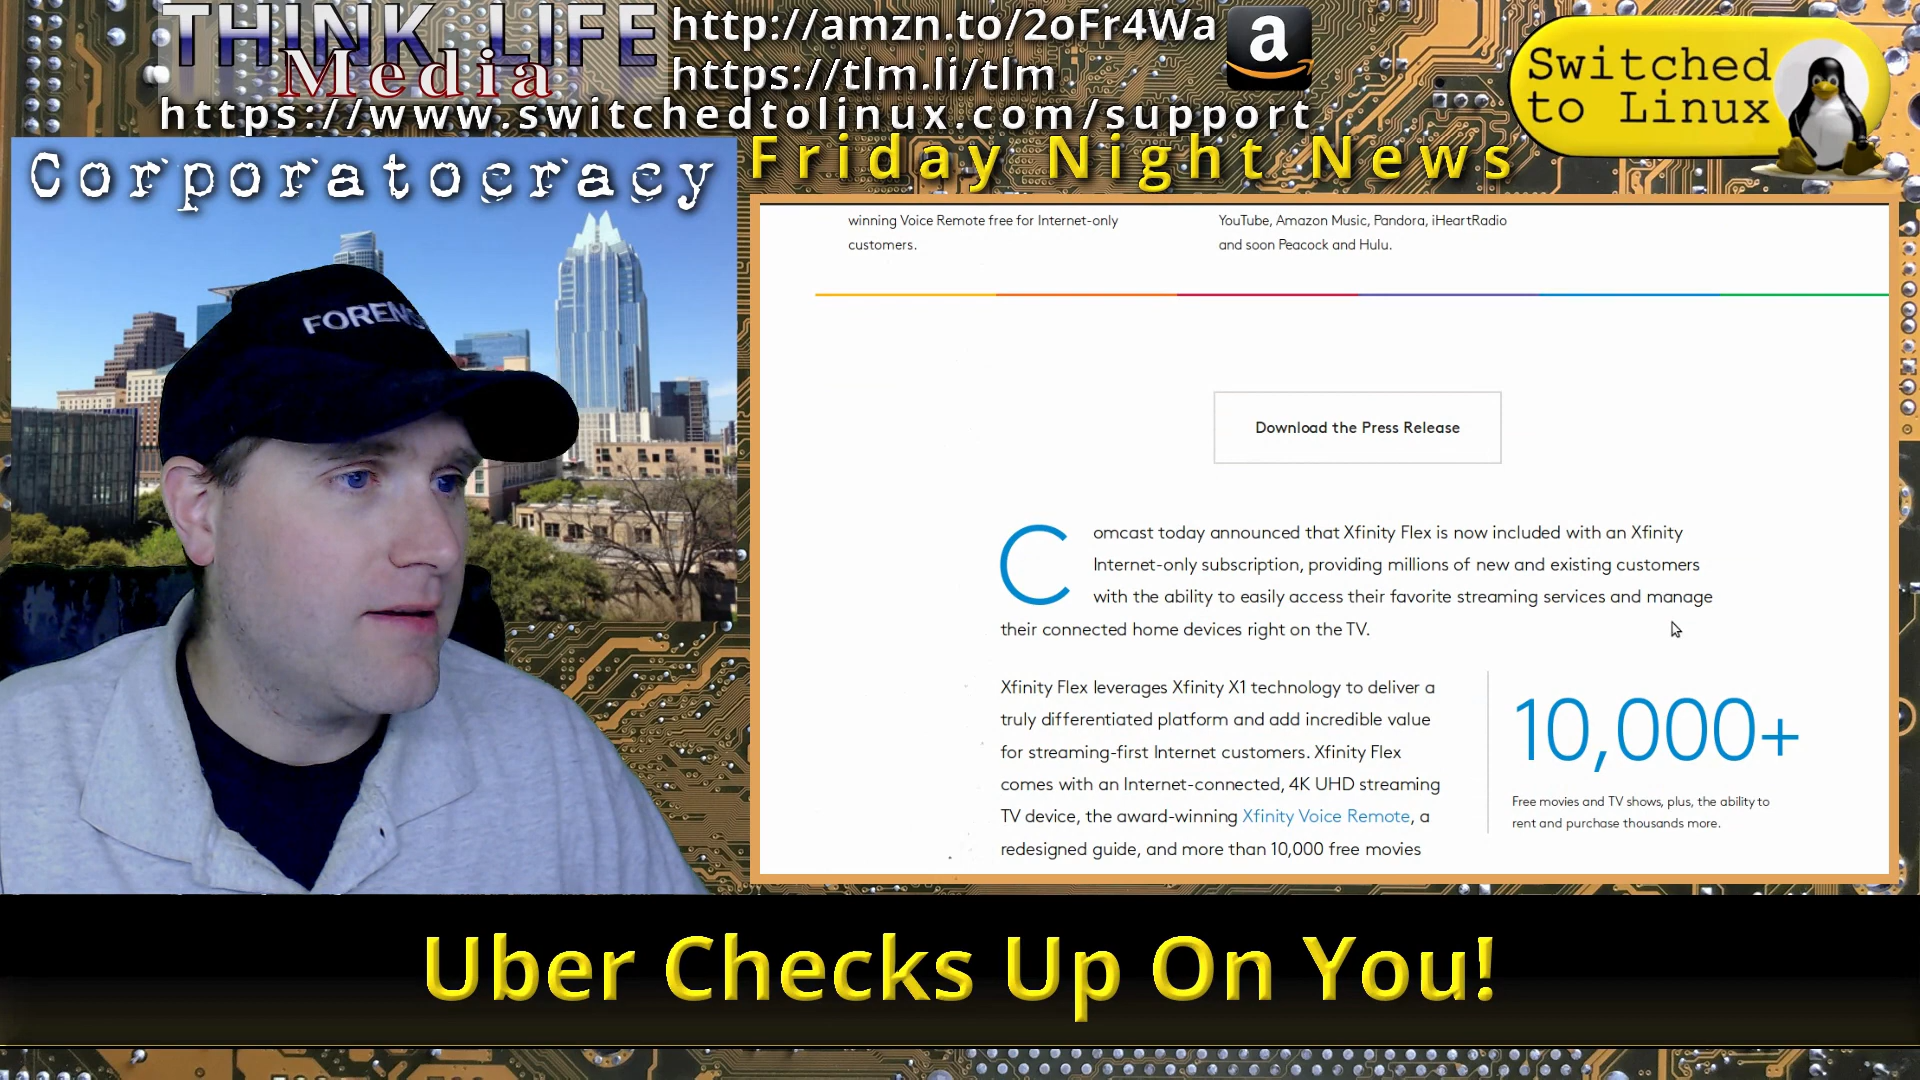 THINK LIFE
Media
http://amzn.to/2oFr4Wa
https://tlm.li/tlm
https://www.switchedtolinux.com/support
a
Switched
to Linux
Corporatocracy
Friday Night News
FOREN
winning Voice Remote free for Internet-only
customers.
YouTube, Amazon Music, Pandora, iHeartRadio
and soon Peacock and Hulu.
Download the Press Release
Comcast today announced that Xfinity Flex is now included with an Xfinity
Internet-only subscription, providing millions of new and existing customers
with the ability to easily access their favorite streaming services and manage
their connected home devices right on the TV.
Xfinity Flex leverages Xfinity X1 technology to deliver a
truly differentiated platform and add incredible value
for streaming-first Internet customers. Xfinity Flex
comes with an Internet-connected, 4K UHD streaming
TV device, the award-winning Xfinity Voice Remote, a
redesigned guide, and more than 10,000 free movies
10,000+
Free movies and TV shows, plus, the ability to
rent and purchase thousands more.
Uber Checks Up On You!